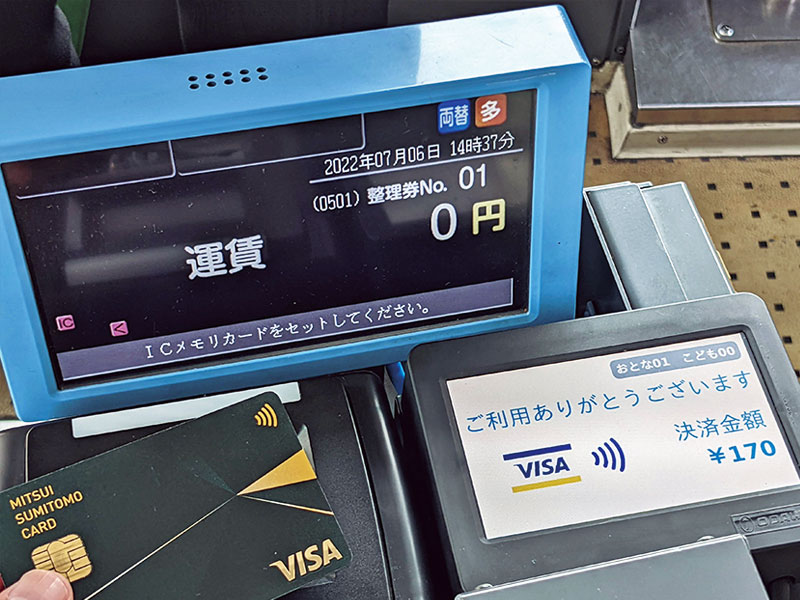 両替 多
2022年07月06日 14時37分
(0501) 整理券No. 01
0円
運賃
IC
ICメモリカードをセットしてください。
おとな01 こども00
ご利用ありがとうございます
決済金額
¥170
VISA
MITSUI
SUMITOMO
CARD
VISA